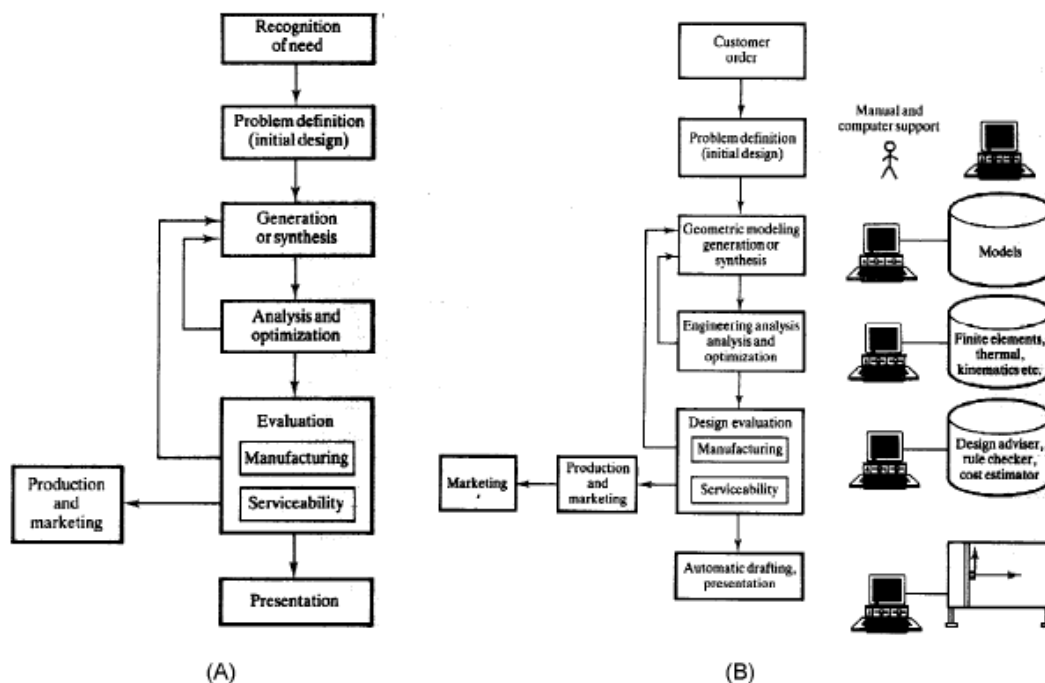 Recognition
of need
Problem definition
(initial design)
Generation
or synthesis
Analysis and
optimization
Evaluation
Manufacturing
Serviceability
Production
and
marketing
Presentation
(A)
Customer
order
Problem definition
(initial design)
Geometric modeling
generation or
synthesis
Engineering analysis
analysis and
optimization
Design evaluation
Manufacturing
Serviceability
Marketing
Production
and
marketing
Automatic drafting,
presentation
Manual and
computer support
Models
Finite elements,
thermal,
kinematics etc.
Design adviser,
rule checker,
cost estimator
(B)